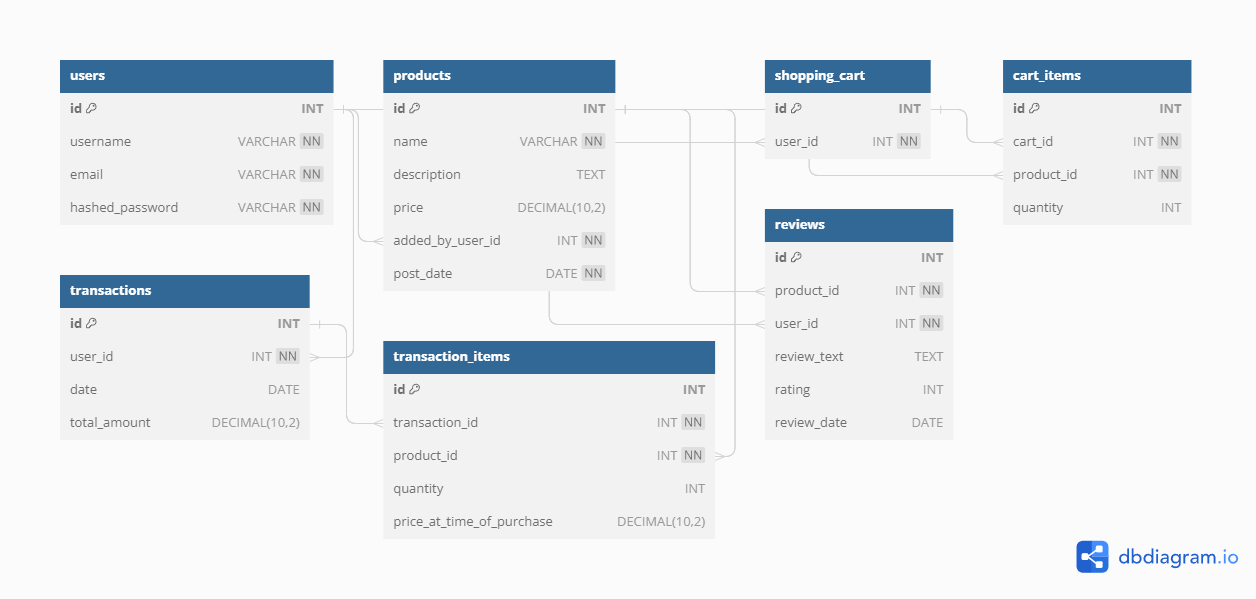 users
id INT
username VARCHAR NN
email VARCHAR NN
hashed_password VARCHAR NN
products
id INT
name VARCHAR NN
description TEXT
price DECIMAL(10,2)
added_by_user_id INT NN
post_date DATE NN
shopping_cart
id INT
user_id INT NN
cart_items
id INT
cart_id INT NN
product_id INT NN
quantity INT
reviews
id INT
product_id INT NN
user_id INT NN
review_text TEXT
rating INT
review_date DATE
transactions
id INT
user_id INT NN
date DATE
total_amount DECIMAL(10,2)
transaction_items
id INT
transaction_id INT NN
product_id INT NN
quantity INT
price_at_time_of_purchase DECIMAL(10,2)
dbdiagram.io